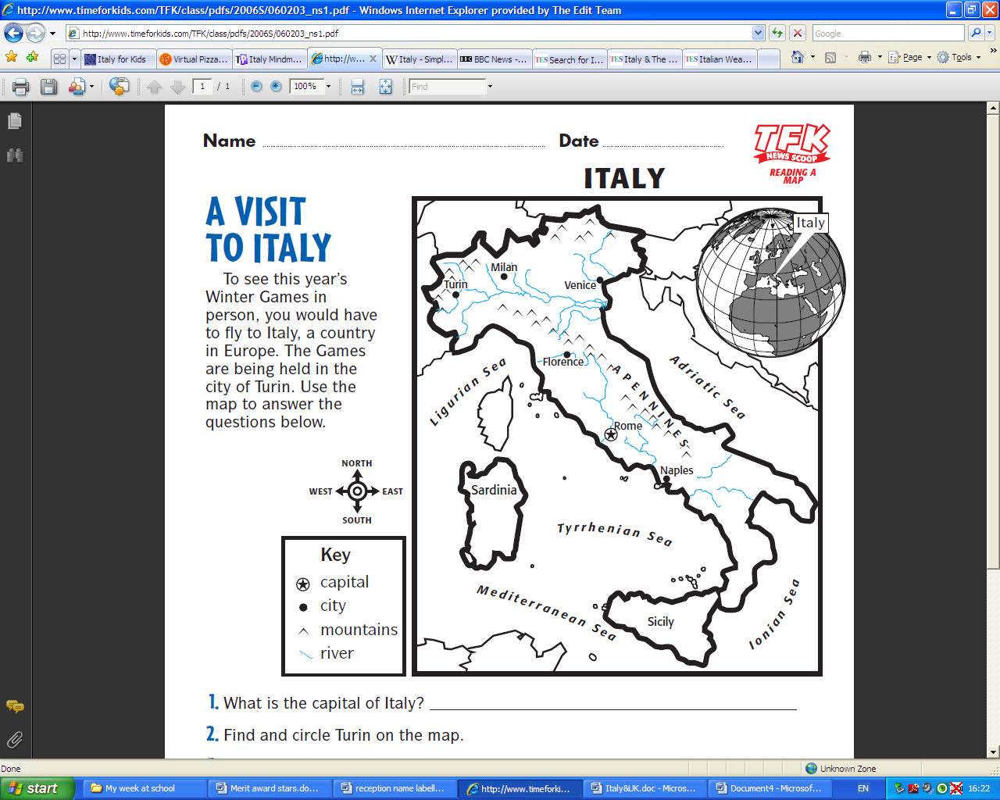 http://www.timeforkids.com/TFK/class/pdfs/2006S/060203_ns1.pdf - Windows Internet Explorer provided by The Edit Team
http://www.timeforkids.com/TFK/class/pdfs/2006S/060203_ns1.pdf
Google
Italy for Kids
Virtual Pizza...
Italy Mindm...
http://w...
Italy - Simpl...
BBC News -...
TES Search for I...
TES Italy & The ...
TES Italian Wea...
Page
Tools
1 / 1
100%
Find
Name
Date
TFK
NEWS SCOOP
READING A
MAP
ITALY
A VISIT
TO ITALY
To see this year's
Winter Games in
person, you would have
to fly to Italy, a country
in Europe. The Games
are being held in the
city of Turin. Use the
map to answer the
questions below.
NORTH
WEST
EAST
SOUTH
Key
capital
city
mountains
river
Italy
Milan
Turin
Venice
Florence
Ligurian Sea
APENNINES
Adriatic Sea
Rome
Naples
Sardinia
Tyrrhenian Sea
Mediterranean Sea
Sicily
Ionian Sea
1. What is the capital of Italy?
2. Find and circle Turin on the map.
Done
Unknown Zone
start
My week at school
Merit award stars.do...
reception name labell...
http://www.timeforki...
Italy&UK.doc - Micros...
Document4 - Microsof...
EN
16:22